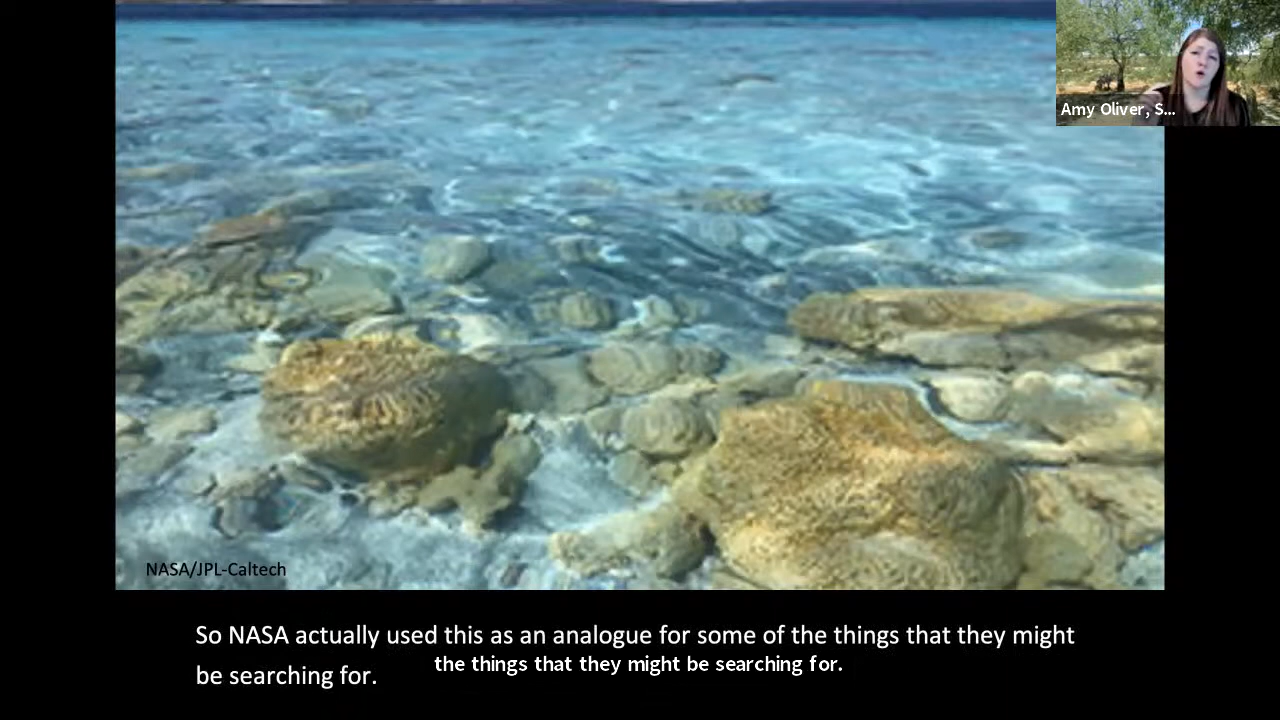 Amy Oliver, S...
NASA/JPL-Caltech
So NASA actually used this as an analogue for some of the things that they might
be searching for.
the things that they might be searching for.